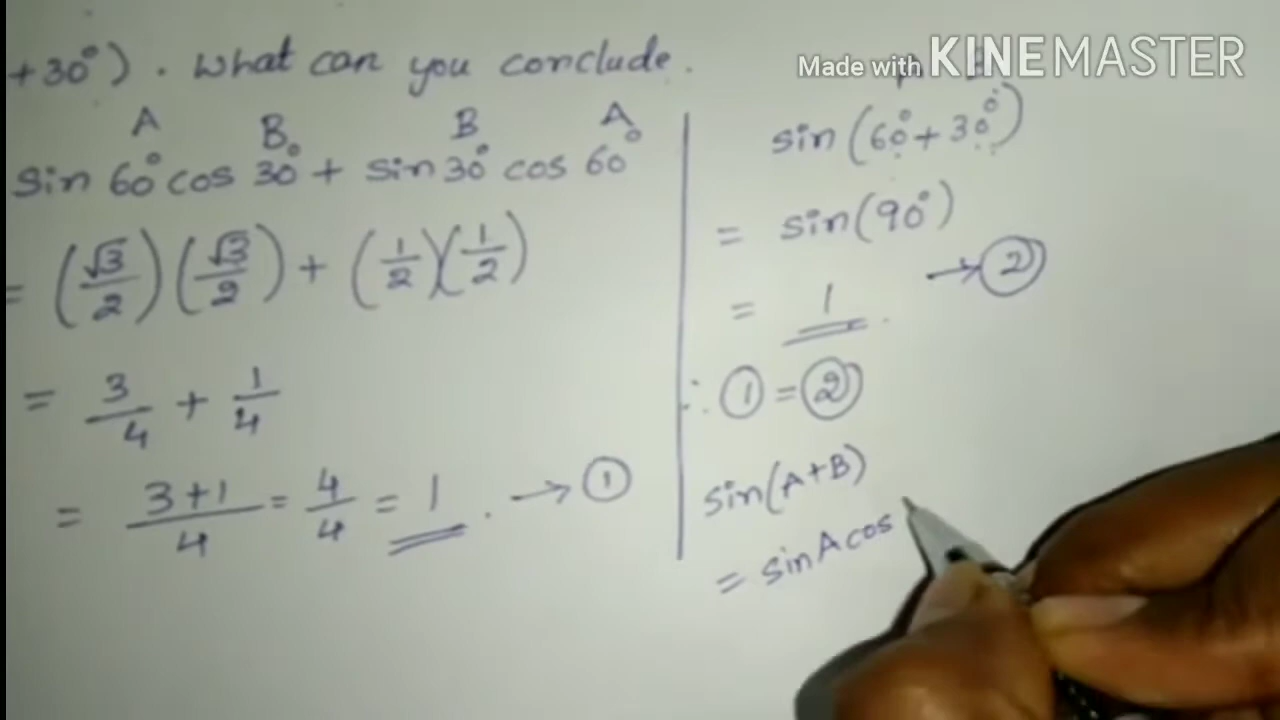 +30°). What can you conclude.
A B B A
sin 60° cos 30° + sin 30° cos 60°
= (√3/2)(√3/2) + (1/2)(1/2)
= 3/4 + 1/4
= 3+1/4 = 4/4 = 1. → ①
Made with KINEMASTER
sin(60°+30°)
= sin(90°)
= 1. → ②
∴ ① = ②
sin(A+B)
= sinA cos